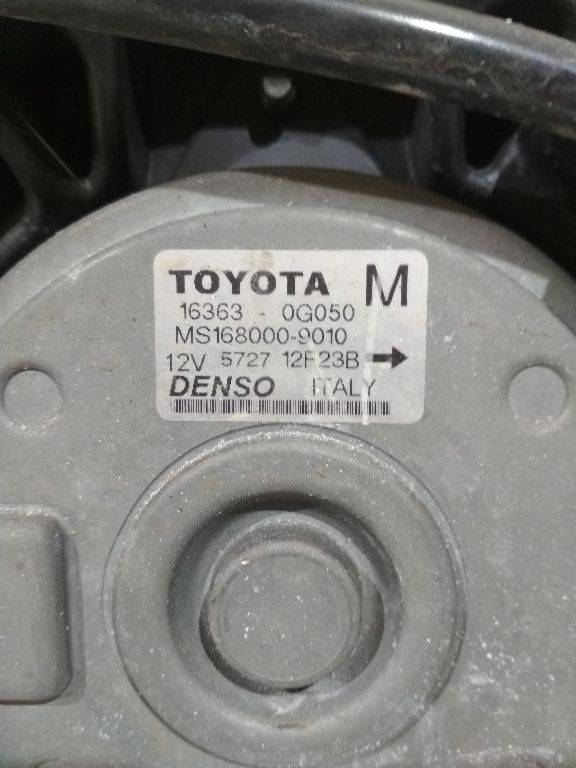 TOYOTA M
16363 - 0G050
MS168000-9010
12V 5727 12F23B
DENSO ITALY